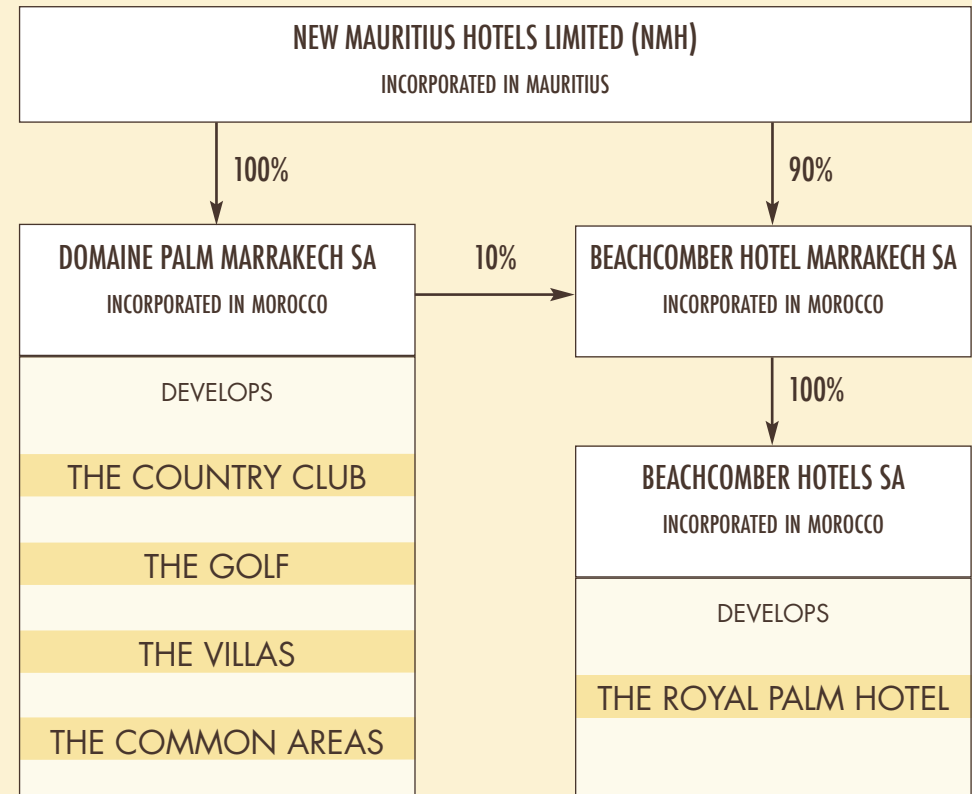 NEW MAURITIUS HOTELS LIMITED (NMH)
INCORPORATED IN MAURITIUS
100%
90%
DOMAINE PALM MARRAKECH SA
INCORPORATED IN MOROCCO
10%
BEACHCOMBER HOTEL MARRAKECH SA
INCORPORATED IN MOROCCO
DEVELOPS
THE COUNTRY CLUB
THE GOLF
THE VILLAS
THE COMMON AREAS
100%
BEACHCOMBER HOTELS SA
INCORPORATED IN MOROCCO
DEVELOPS
THE ROYAL PALM HOTEL